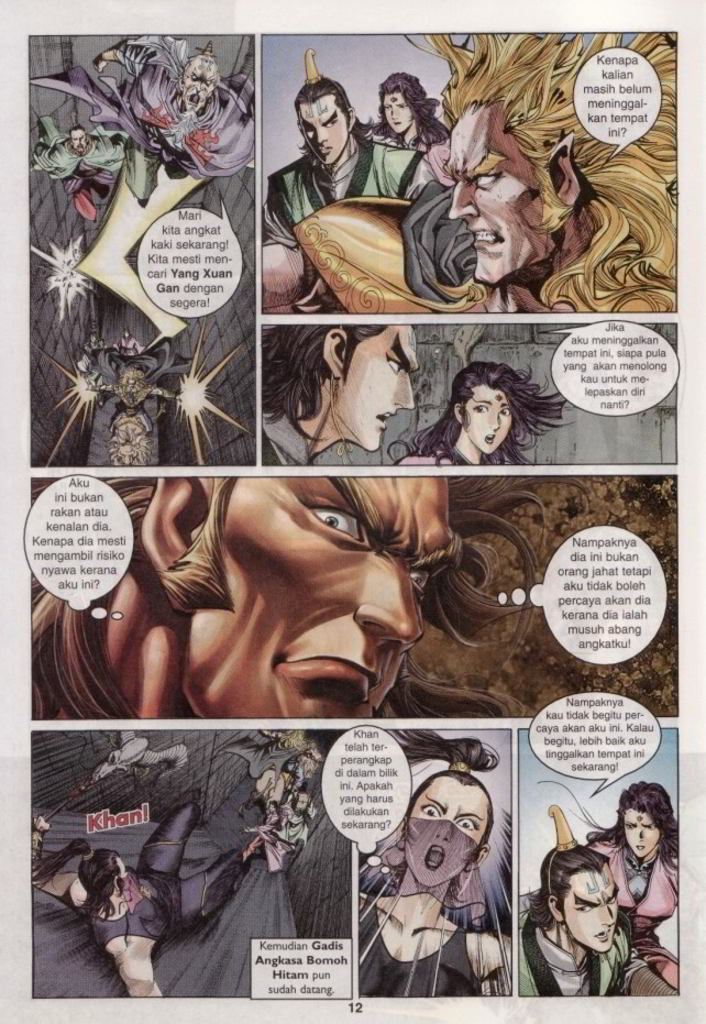 Mari
kita angkat
kaki sekarang!
Kita mesti men-
cari Yang Xuan
Gan dengan
segera!
Kenapa
kalian
masih belum
meninggal-
kan tempat
ini?
Jika
aku meninggalkan
tempat ini, siapa pula
yang akan menolong
kau untuk me-
lepaskan diri
nanti?
Aku
ini bukan
rakan atau
kenalan dia.
Kenapa dia mesti
mengambil risiko
nyawa kerana
aku ini?
Nampaknya
dia ini bukan
orang jahat tetapi
aku tidak boleh
percaya akan dia
kerana dia ialah
musuh abang
angkatku!
Khan!
Kemudian Gadis
Angkasa Bomoh
Hitam pun
sudah datang.
Khan
telah ter-
perangkap
di dalam bilik
ini. Apakah
yang harus
dilakukan
sekarang?
Nampaknya
kau tidak begitu per-
caya akan aku ini. Kalau
begitu, lebih baik aku
tinggalkan tempat ini
sekarang!
12